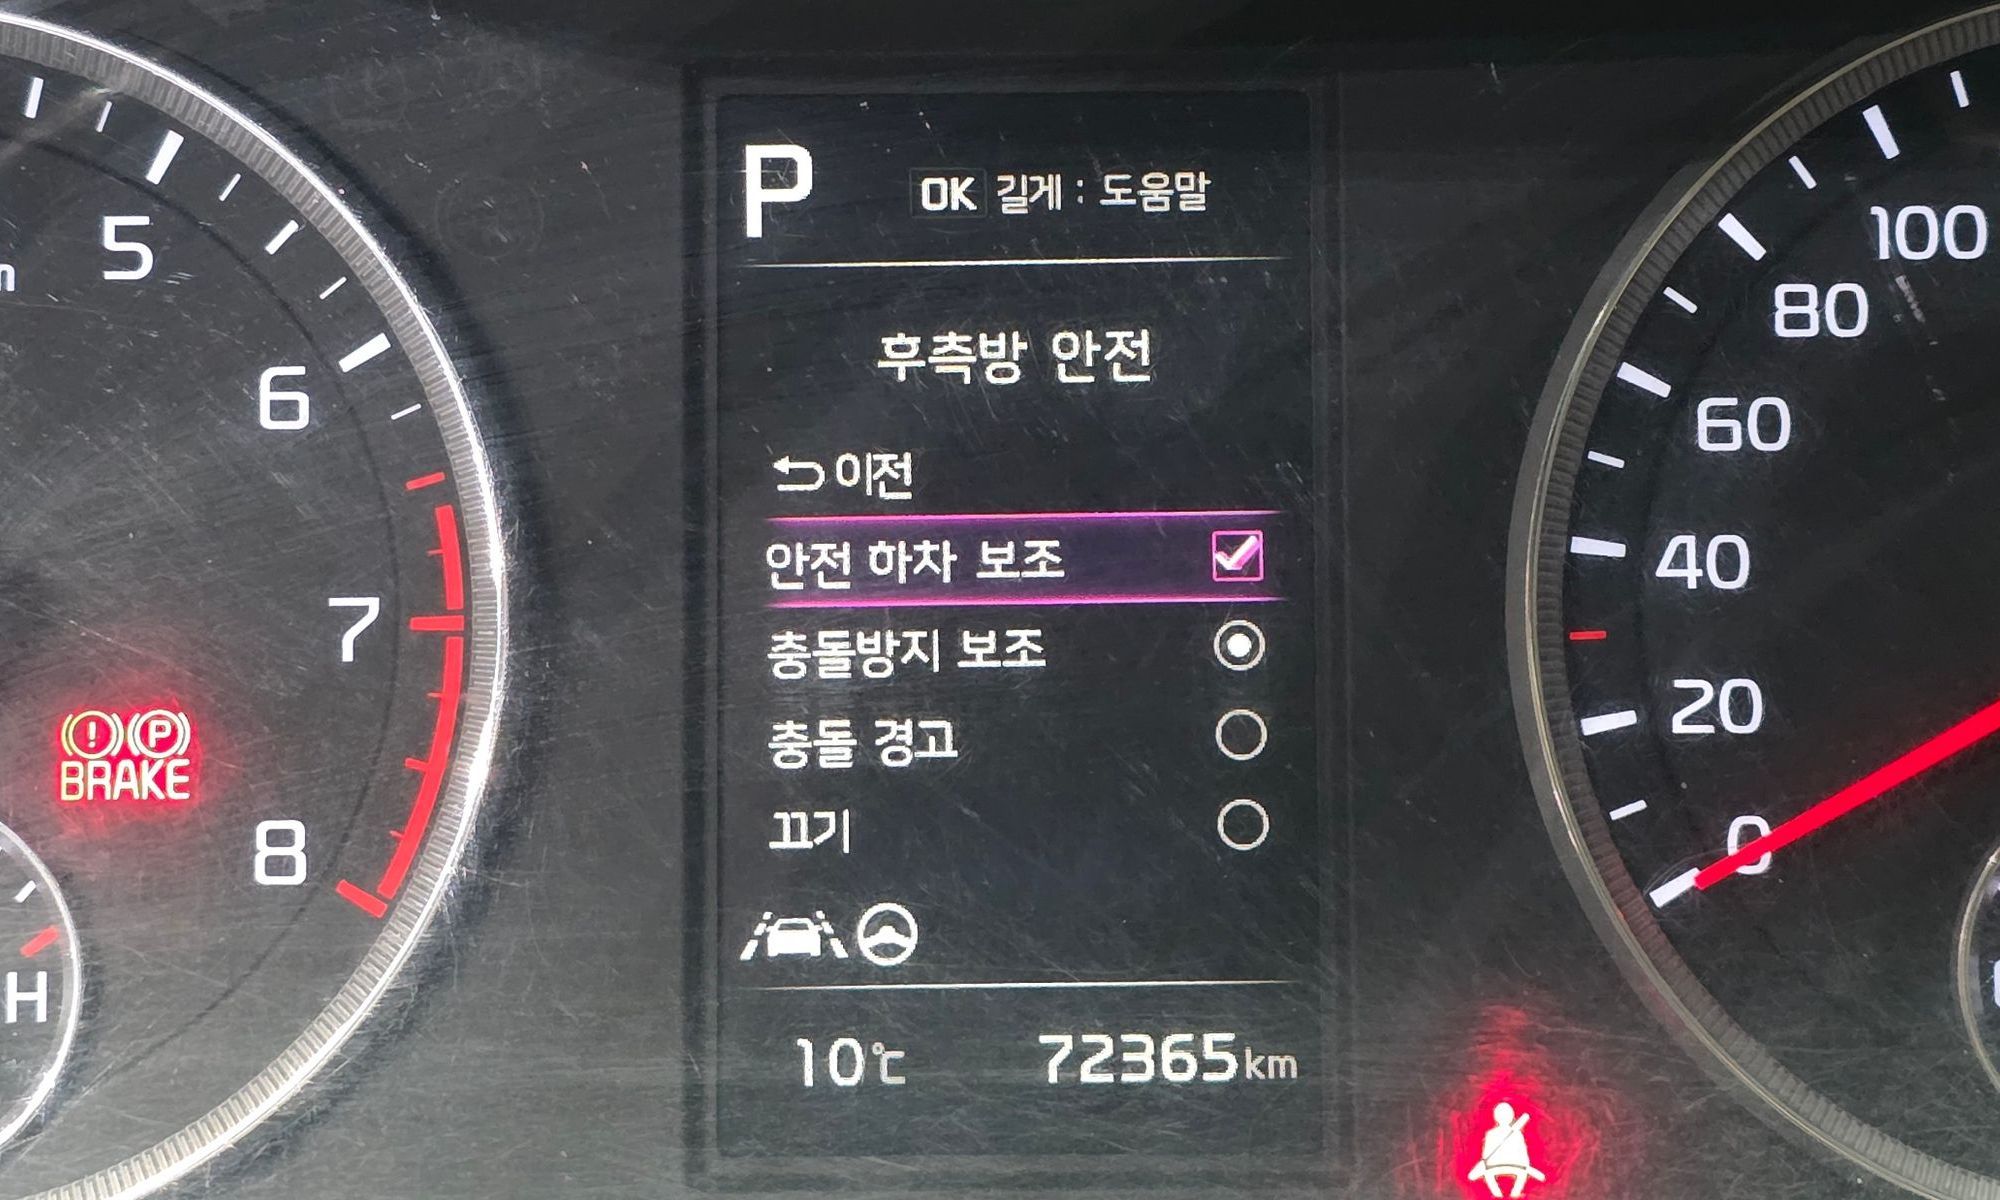 P
OK 길게 : 도움말
후측방 안전
이전
안전 하차 보조
충돌방지 보조
충돌 경고
끄기
10℃ 72365km
5
6
7
8
H
P
BRAKE
100
80
60
40
20
0